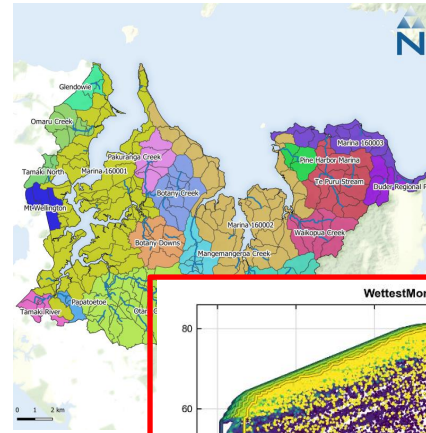 N
Glendowie
Omaru Creek
Marina 160003
Pakuranga Creek
Pine Harbor Marina
Tamaki North
Marina 160001
Te Puru Stream
Botany Creek
Duder Regional P
Mt-Wellington
Marina 160002
Waikopua Creek
Botany Downs
Mangemangeroa Creek
Papatoetoe
Otara C
Tamaki River
WettestMon
80
60
0 1 2 km